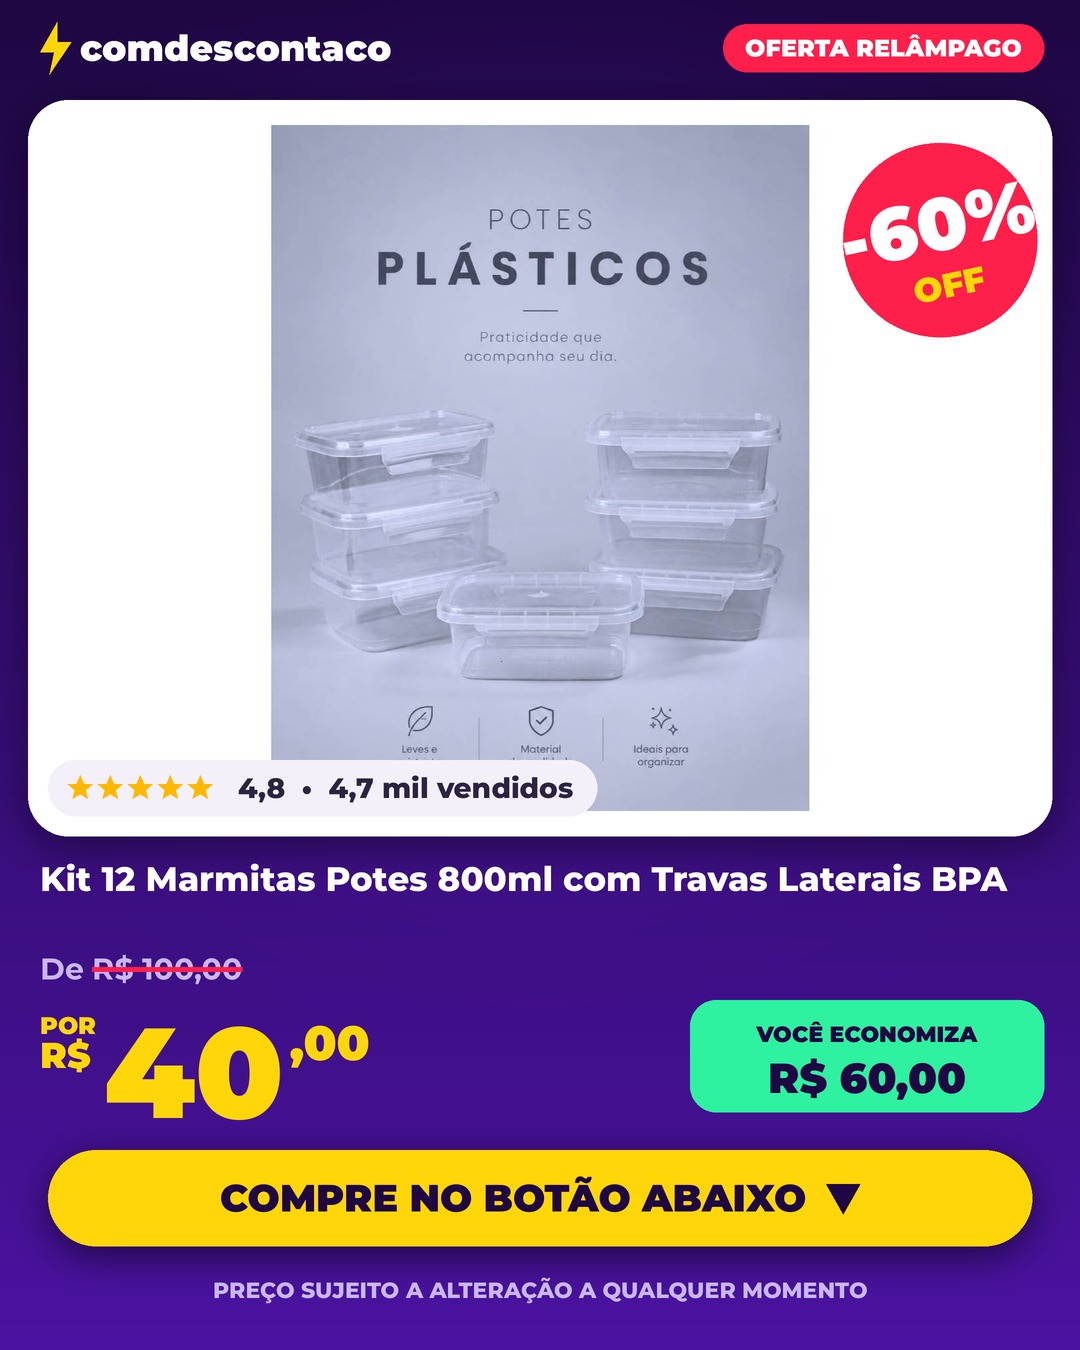 comdescontaco
OFERTA RELÂMPAGO
-60%
OFF
POTES
PLÁSTICOS
Praticidade que
acompanha seu dia.
Leves e
Material
Ideais para
organizar
4,8 • 4,7 mil vendidos
Kit 12 Marmitas Potes 800ml com Travas Laterais BPA
De R$ 100,00
POR
R$ 40,00
VOCÊ ECONOMIZA
R$ 60,00
COMPRE NO BOTÃO ABAIXO ▼
PREÇO SUJEITO A ALTERAÇÃO A QUALQUER MOMENTO